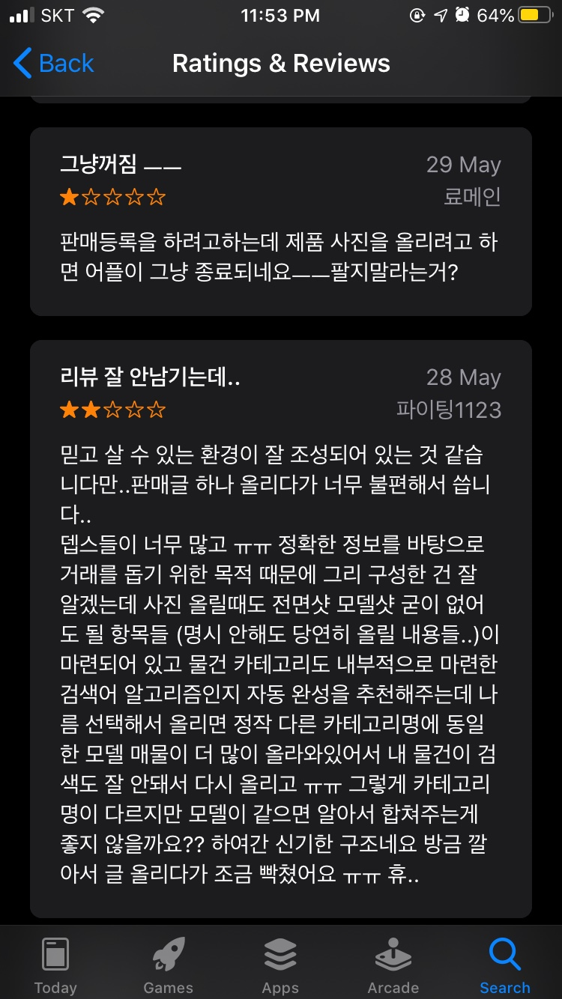 SKT 11:53 PM 64%
Back Ratings & Reviews
그냥꺼짐 ㅡㅡ 29 May
★☆☆☆☆ 료메인
판매등록을 하려고하는데 제품 사진을 올리려고 하
면 어플이 그냥 종료되네요ㅡㅡ팔지말라는거?
리뷰 잘 안남기는데.. 28 May
★★☆☆☆ 파이팅1123
믿고 살 수 있는 환경이 잘 조성되어 있는 것 같습
니다만..판매글 하나 올리다가 너무 불편해서 씁니
다..
뎁스들이 너무 많고 ㅠㅠ 정확한 정보를 바탕으로
거래를 돕기 위한 목적 때문에 그리 구성한 건 잘
알겠는데 사진 올릴때도 전면샷 모델샷 굳이 없어
도 될 항목들 (명시 안해도 당연히 올릴 내용들..)이
마련되어 있고 물건 카테고리도 내부적으로 마련한
검색어 알고리즘인지 자동 완성을 추천해주는데 나
름 선택해서 올리면 정작 다른 카테고리명에 동일
한 모델 매물이 더 많이 올라와있어서 내 물건이 검
색도 잘 안돼서 다시 올리고 ㅠㅠ 그렇게 카테고리
명이 다르지만 모델이 같으면 알아서 합쳐주는게
좋지 않을까요?? 하여간 신기한 구조네요 방금 깔
아서 글 올리다가 조금 빡쳤어요 ㅠㅠ 휴..
Today Games Apps Arcade Search